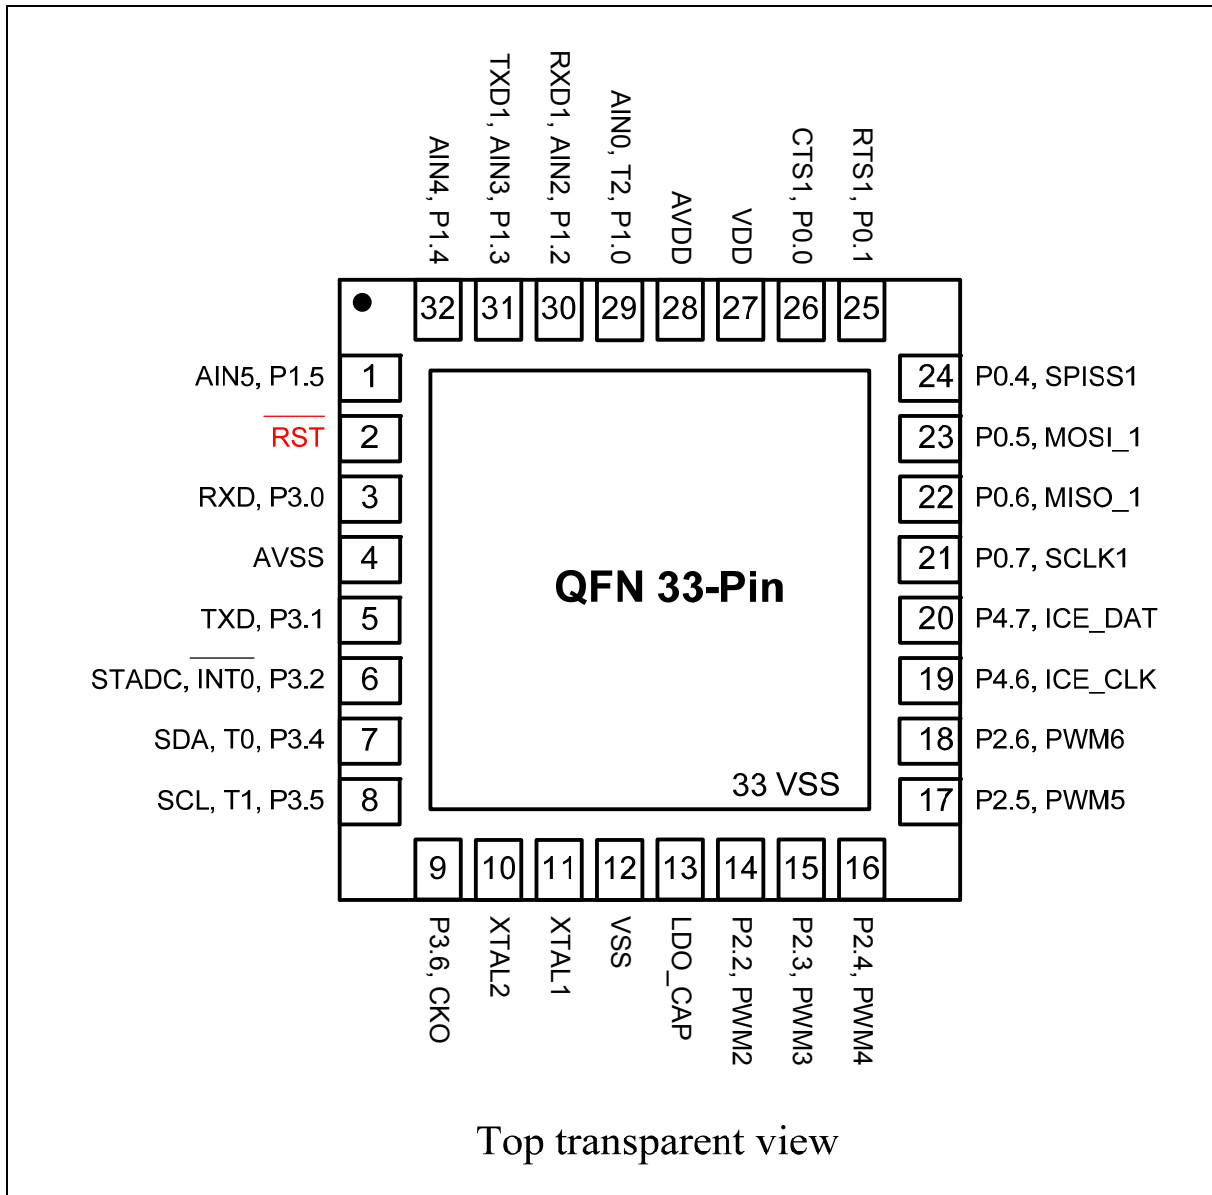 AIN4, P1.4
TXD1, AIN3, P1.3
RXD1, AIN2, P1.2
AIN0, T2, P1.0
AVDD
VDD
CTS1, P0.0
RTS1, P0.1
32 31 30 29 28 27 26 25
AIN5, P1.5 1
RST 2
RXD, P3.0 3
AVSS 4
TXD, P3.1 5
STADC, INT0, P3.2 6
SDA, T0, P3.4 7
SCL, T1, P3.5 8
QFN 33-Pin
33 VSS
24 P0.4, SPISS1
23 P0.5, MOSI_1
22 P0.6, MISO_1
21 P0.7, SCLK1
20 P4.7, ICE_DAT
19 P4.6, ICE_CLK
18 P2.6, PWM6
17 P2.5, PWM5
9 10 11 12 13 14 15 16
P3.6, CKO
XTAL2
XTAL1
VSS
LDO_CAP
P2.2, PWM2
P2.3, PWM3
P2.4, PWM4
Top transparent view